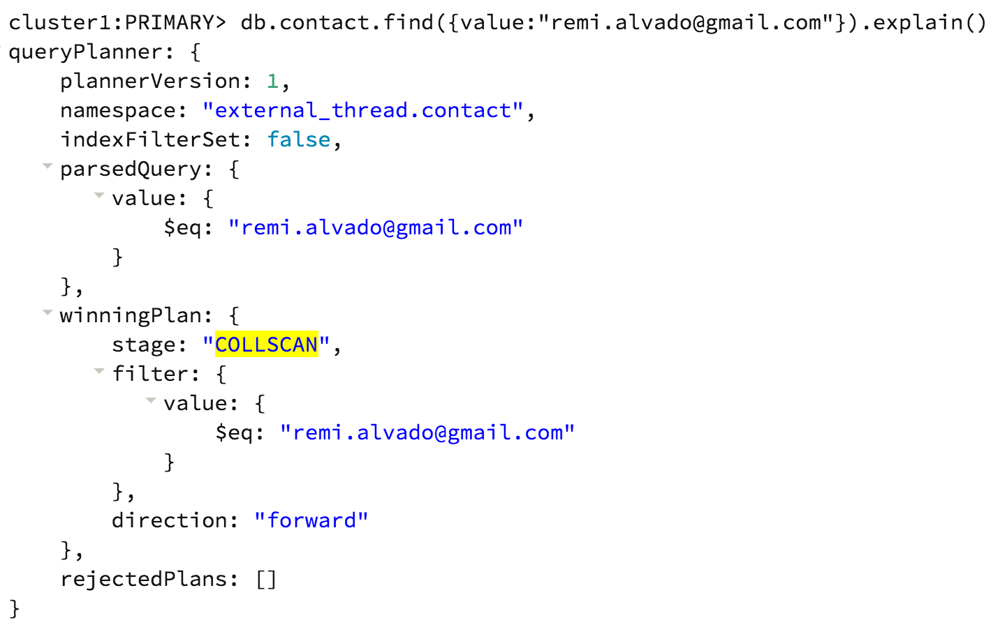 cluster1:PRIMARY> db.contact.find({value:"remi.alvado@gmail.com"}).explain()
queryPlanner: {
    plannerVersion: 1,
    namespace: "external_thread.contact",
    indexFilterSet: false,
    parsedQuery: {
        value: {
            $eq: "remi.alvado@gmail.com"
        }
    },
    winningPlan: {
        stage: "COLLSCAN",
        filter: {
            value: {
                $eq: "remi.alvado@gmail.com"
            }
        },
        direction: "forward"
    },
    rejectedPlans: []
}